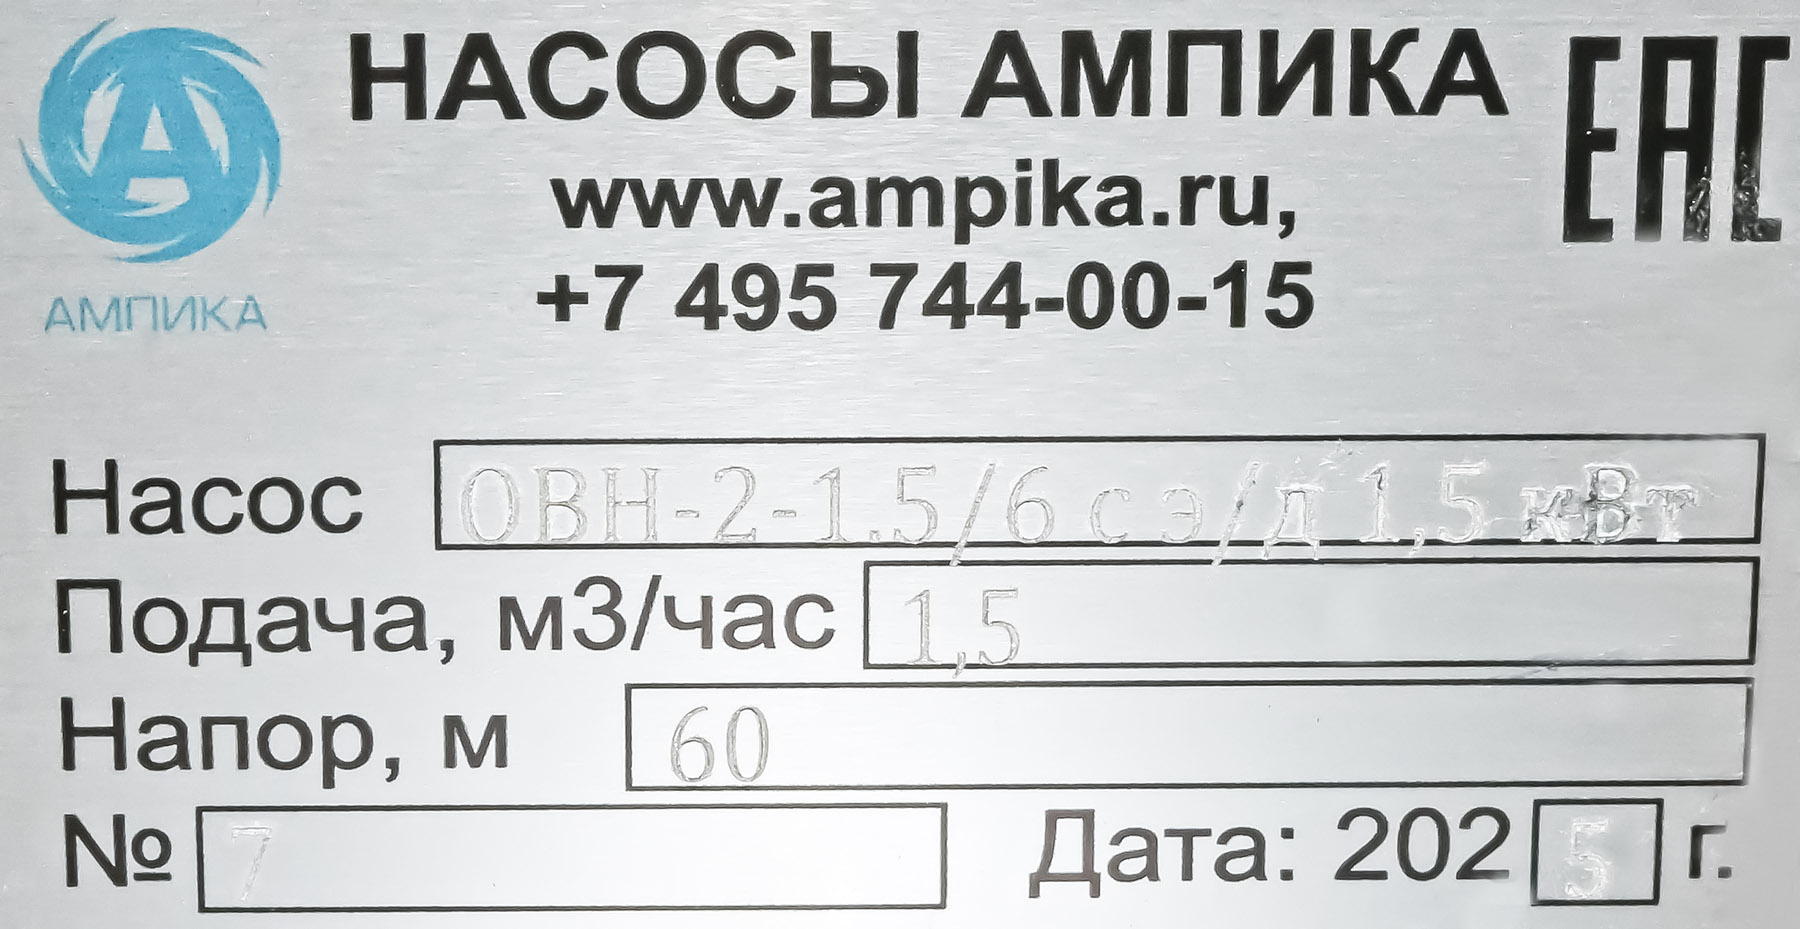 НАСОСЫ АМПИКА
ЕАС
www.ampika.ru,
+7 495 744-00-15
АМПИКА
Насос ОВН-2-1.5/6 с э/д 1,5 кВт
Подача, м3/час 1,5
Напор, м 60
№ 7 Дата: 2025 г.